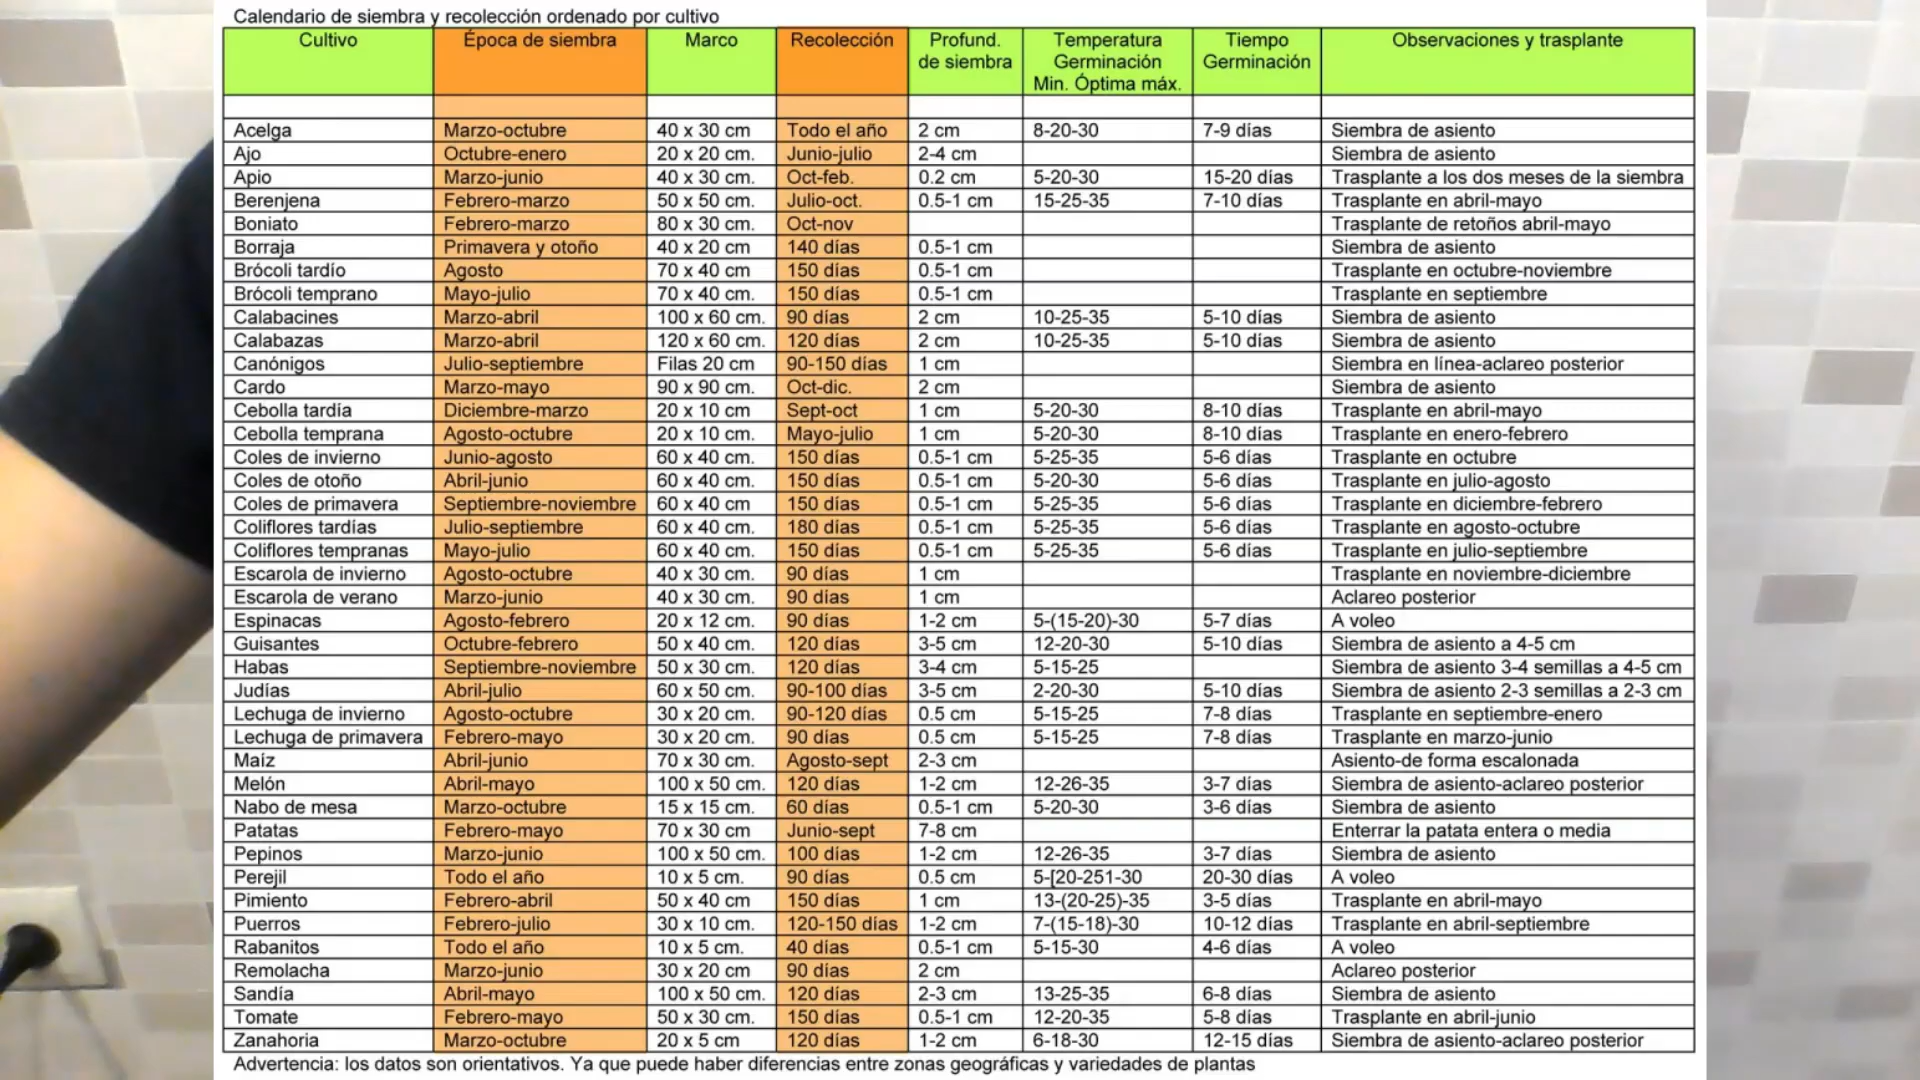 Calendario de siembra y recolección ordenado por cultivo
Cultivo Época de siembra Marco Recolección Profund. de siembra Temperatura Germinación Min. Óptima máx. Tiempo Germinación Observaciones y trasplante
Acelga Marzo-octubre 40 x 30 cm Todo el año 2 cm 8-20-30 7-9 días Siembra de asiento
Ajo Octubre-enero 20 x 20 cm. Junio-julio 2-4 cm Siembra de asiento
Apio Marzo-junio 40 x 30 cm. Oct-feb. 0.2 cm 5-20-30 15-20 días Trasplante a los dos meses de la siembra
Berenjena Febrero-marzo 50 x 50 cm. Julio-oct. 0.5-1 cm 15-25-35 7-10 días Trasplante en abril-mayo
Boniato Febrero-marzo 80 x 30 cm. Oct-nov Trasplante de retoños abril-mayo
Borraja Primavera y otoño 40 x 20 cm 140 días 0.5-1 cm Siembra de asiento
Brócoli tardío Agosto 70 x 40 cm 150 días 0.5-1 cm Trasplante en octubre-noviembre
Brócoli temprano Mayo-julio 70 x 40 cm. 150 días 0.5-1 cm Trasplante en septiembre
Calabacines Marzo-abril 100 x 60 cm. 90 días 2 cm 10-25-35 5-10 días Siembra de asiento
Calabazas Marzo-abril 120 x 60 cm. 120 días 2 cm 10-25-35 5-10 días Siembra de asiento
Canónigos Julio-septiembre Filas 20 cm 90-150 días 1 cm Siembra en línea-aclareo posterior
Cardo Marzo-mayo 90 x 90 cm. Oct-dic. 2 cm Siembra de asiento
Cebolla tardía Diciembre-marzo 20 x 10 cm Sept-oct 1 cm 5-20-30 8-10 días Trasplante en abril-mayo
Cebolla temprana Agosto-octubre 20 x 10 cm. Mayo-julio 1 cm 5-20-30 8-10 días Trasplante en enero-febrero
Coles de invierno Junio-agosto 60 x 40 cm. 150 días 0.5-1 cm 5-25-35 5-6 días Trasplante en octubre
Coles de otoño Abril-junio 60 x 40 cm. 150 días 0.5-1 cm 5-20-30 5-6 días Trasplante en julio-agosto
Coles de primavera Septiembre-noviembre 60 x 40 cm 150 días 0.5-1 cm 5-25-35 5-6 días Trasplante en diciembre-febrero
Coliflores tardías Julio-septiembre 60 x 40 cm. 180 días 0.5-1 cm 5-25-35 5-6 días Trasplante en agosto-octubre
Coliflores tempranas Mayo-julio 60 x 40 cm. 150 días 0.5-1 cm 5-25-35 5-6 días Trasplante en julio-septiembre
Escarola de invierno Agosto-octubre 40 x 30 cm. 90 días 1 cm Trasplante en noviembre-diciembre
Escarola de verano Marzo-junio 40 x 30 cm. 90 días 1 cm Aclareo posterior
Espinacas Agosto-febrero 20 x 12 cm. 90 días 1-2 cm 5-(15-20)-30 5-7 días A voleo
Guisantes Octubre-febrero 50 x 40 cm. 120 días 3-5 cm 12-20-30 5-10 días Siembra de asiento a 4-5 cm
Habas Septiembre-noviembre 50 x 30 cm. 120 días 3-4 cm 5-15-25 Siembra de asiento 3-4 semillas a 4-5 cm
Judías Abril-julio 60 x 50 cm. 90-100 días 3-5 cm 2-20-30 5-10 días Siembra de asiento 2-3 semillas a 2-3 cm
Lechuga de invierno Agosto-octubre 30 x 20 cm. 90-120 días 0.5 cm 5-15-25 7-8 días Trasplante en septiembre-enero
Lechuga de primavera Febrero-mayo 30 x 20 cm. 90 días 0.5 cm 5-15-25 7-8 días Trasplante en marzo-junio
Maíz Abril-junio 70 x 30 cm. Agosto-sept 2-3 cm Asiento-de forma escalonada
Melón Abril-mayo 100 x 50 cm. 120 días 1-2 cm 12-26-35 3-7 días Siembra de asiento-aclareo posterior
Nabo de mesa Marzo-octubre 15 x 15 cm. 60 días 0.5-1 cm 5-20-30 3-6 días Siembra de asiento
Patatas Febrero-mayo 70 x 30 cm Junio-sept 7-8 cm Enterrar la patata entera o media
Pepinos Marzo-junio 100 x 50 cm. 100 días 1-2 cm 12-26-35 3-7 días Siembra de asiento
Perejil Todo el año 10 x 5 cm. 90 días 0.5 cm 5-[20-251-30 20-30 días A voleo
Pimiento Febrero-abril 50 x 40 cm 150 días 1 cm 13-(20-25)-35 3-5 días Trasplante en abril-mayo
Puerros Febrero-julio 30 x 10 cm. 120-150 días 1-2 cm 7-(15-18)-30 10-12 días Trasplante en abril-septiembre
Rabanitos Todo el año 10 x 5 cm. 40 días 0.5-1 cm 5-15-30 4-6 días A voleo
Remolacha Marzo-junio 30 x 20 cm 90 días 2 cm Aclareo posterior
Sandía Abril-mayo 100 x 50 cm. 120 días 2-3 cm 13-25-35 6-8 días Siembra de asiento
Tomate Febrero-mayo 50 x 30 cm. 150 días 0.5-1 cm 12-20-35 5-8 días Trasplante en abril-junio
Zanahoria Marzo-octubre 20 x 5 cm 120 días 1-2 cm 6-18-30 12-15 días Siembra de asiento-aclareo posterior
Advertencia: los datos son orientativos. Ya que puede haber diferencias entre zonas geográficas y variedades de plantas